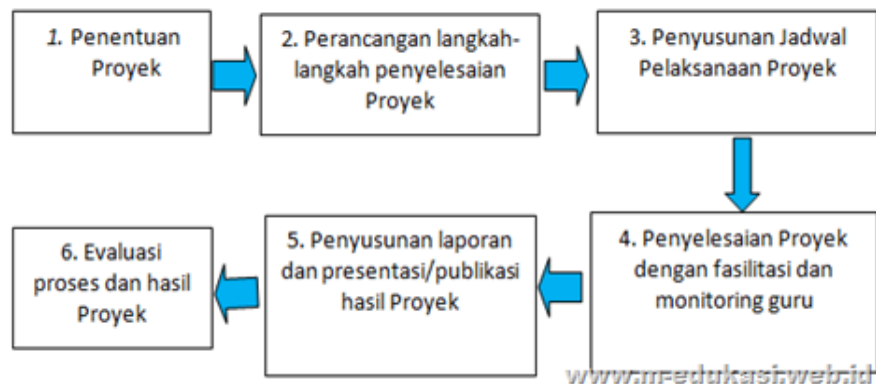 1. Penentuan
Proyek
2. Perancangan langkah-
langkah penyelesaian
Proyek
3. Penyusunan Jadwal
Pelaksanaan Proyek
4. Penyelesaian Proyek
dengan fasilitasi dan
monitoring guru
5. Penyusunan laporan
dan presentasi/publikasi
hasil Proyek
6. Evaluasi
proses dan hasil
Proyek
www.m-edukasi.web.id